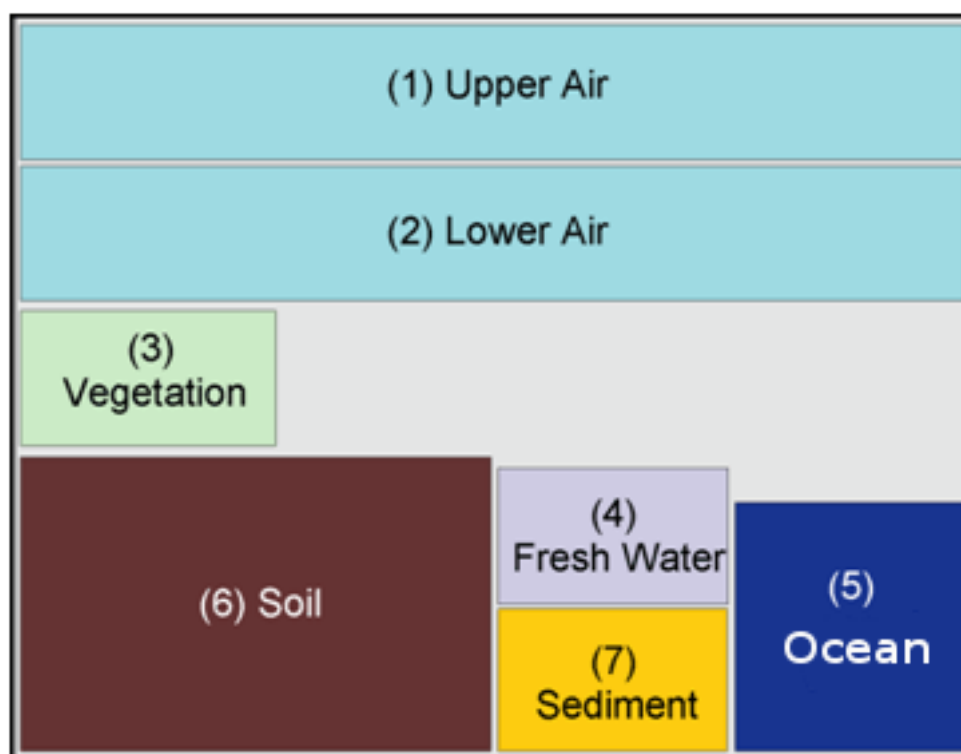 (1) Upper Air
(2) Lower Air
(3)
Vegetation
(4)
Fresh Water
(5)
Ocean
(6) Soil
(7)
Sediment